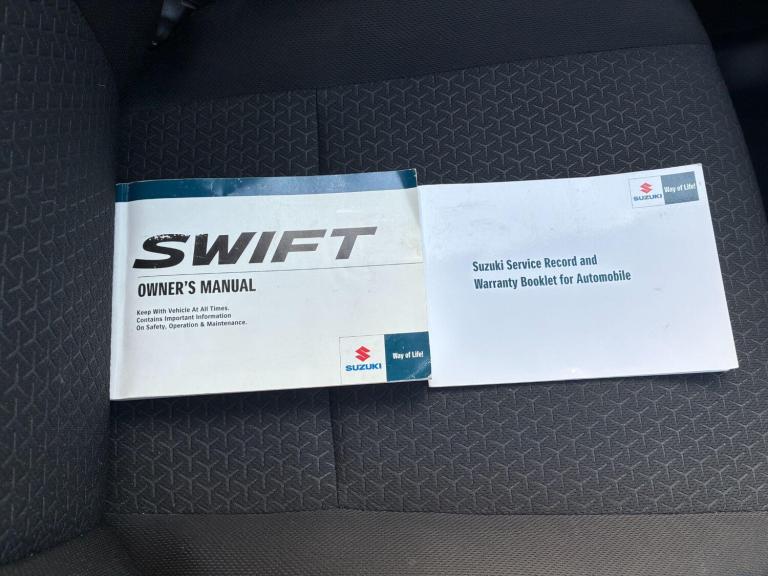 SWIFT
OWNER'S MANUAL
Keep With Vehicle At All Times.
Contains Important Information
On Safety, Operation & Maintenance.
SUZUKI
Way of Life!
SUZUKI
Way of Life!
Suzuki Service Record and
Warranty Booklet for Automobile